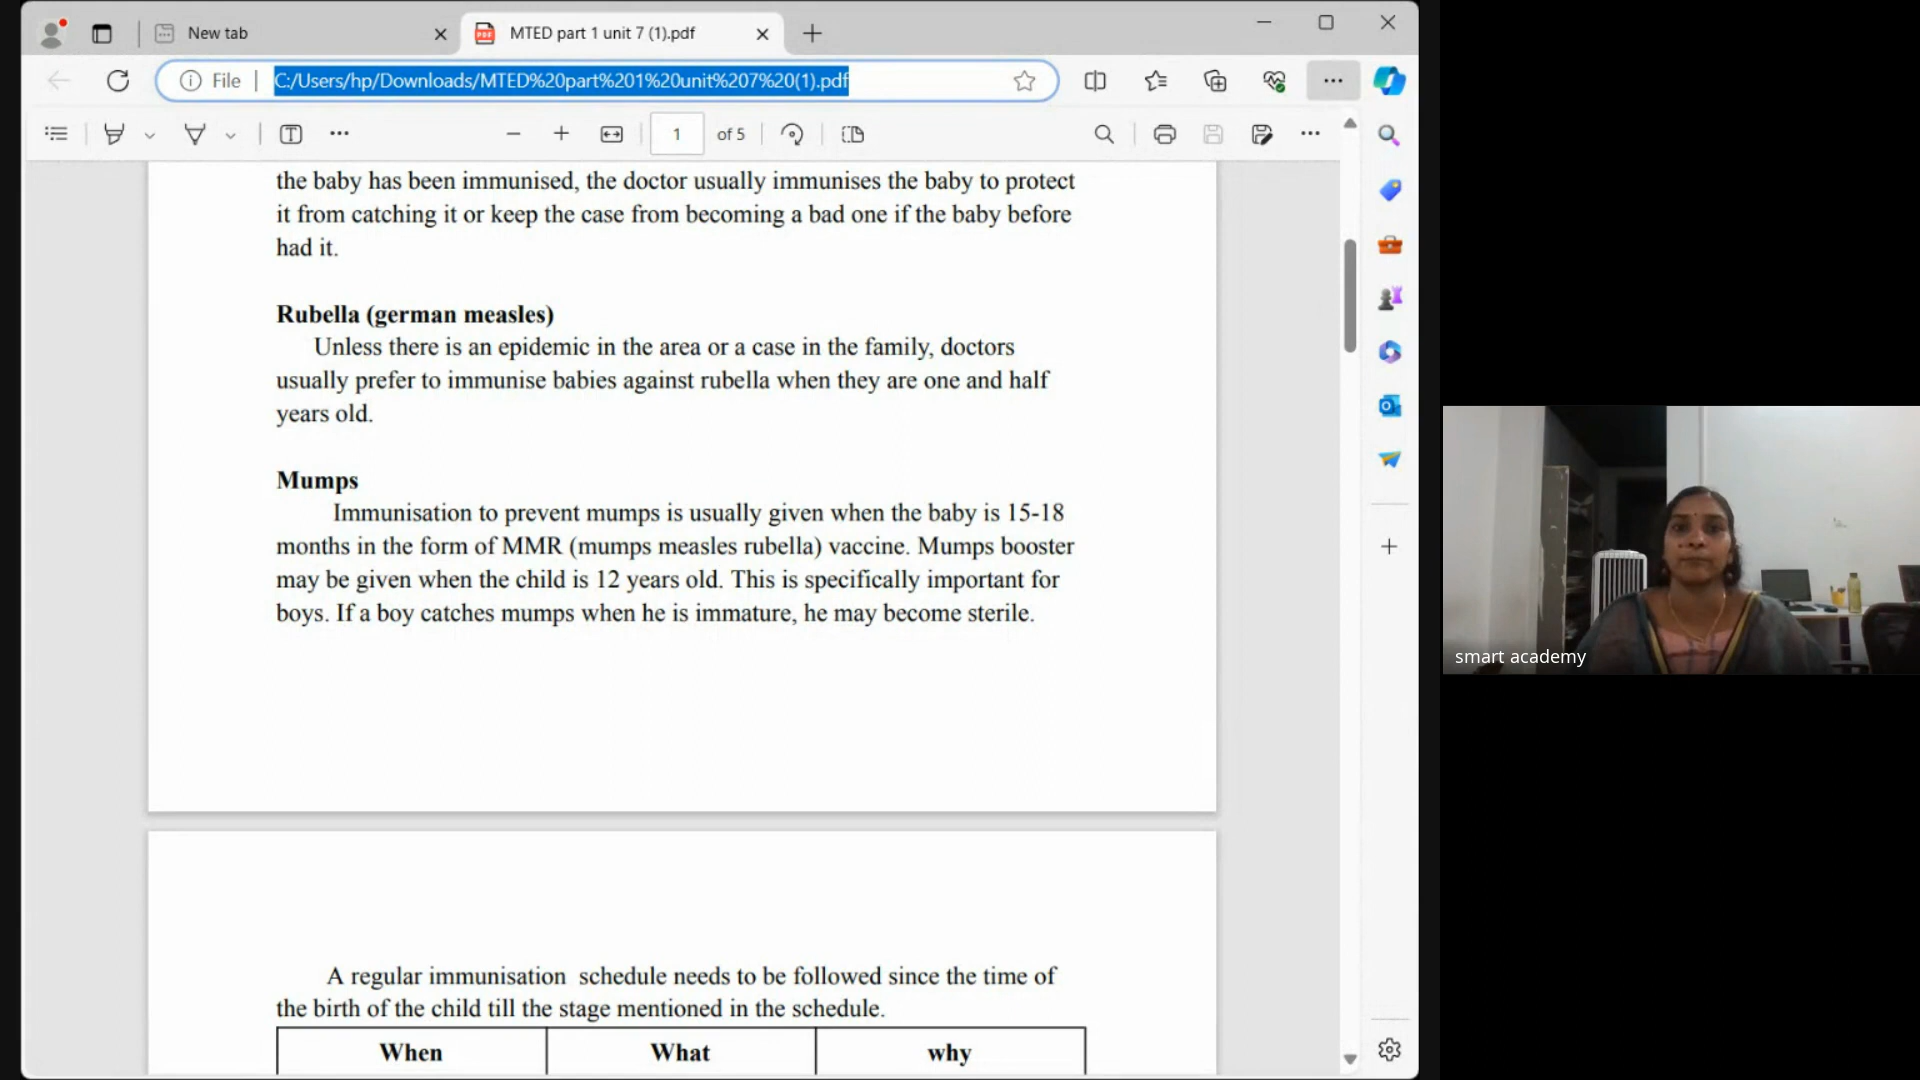 New tab
MTED part 1 unit 7 (1).pdf
File
C:/Users/hp/Downloads/MTED%20part%201%20unit%207%20(1).pdf
1 of 5
the baby has been immunised, the doctor usually immunises the baby to protect
it from catching it or keep the case from becoming a bad one if the baby before
had it.
Rubella (german measles)
Unless there is an epidemic in the area or a case in the family, doctors
usually prefer to immunise babies against rubella when they are one and half
years old.
Mumps
Immunisation to prevent mumps is usually given when the baby is 15-18
months in the form of MMR (mumps measles rubella) vaccine. Mumps booster
may be given when the child is 12 years old. This is specifically important for
boys. If a boy catches mumps when he is immature, he may become sterile.
A regular immunisation schedule needs to be followed since the time of
the birth of the child till the stage mentioned in the schedule.
When What why
smart academy